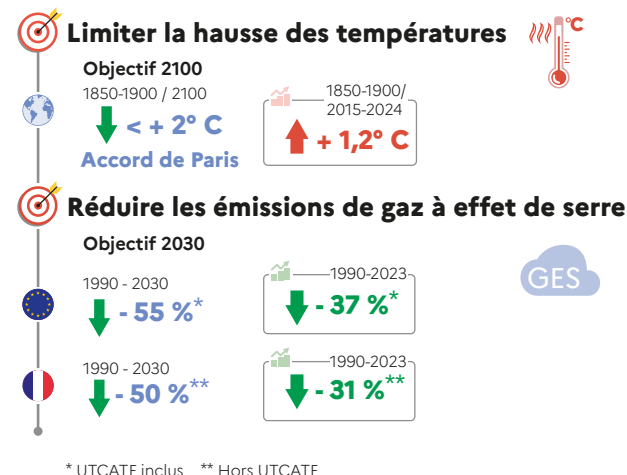 Limiter la hausse des températures
°C
Objectif 2100
1850-1900 / 2100
< + 2° C
Accord de Paris
1850-1900/
2015-2024
+ 1,2° C
Réduire les émissions de gaz à effet de serre
Objectif 2030
GES
1990 - 2030
- 55 %*
1990-2023
- 37 %*
1990 - 2030
- 50 %**
1990-2023
- 31 %**
* UTCATF inclus ** Hors UTCATF